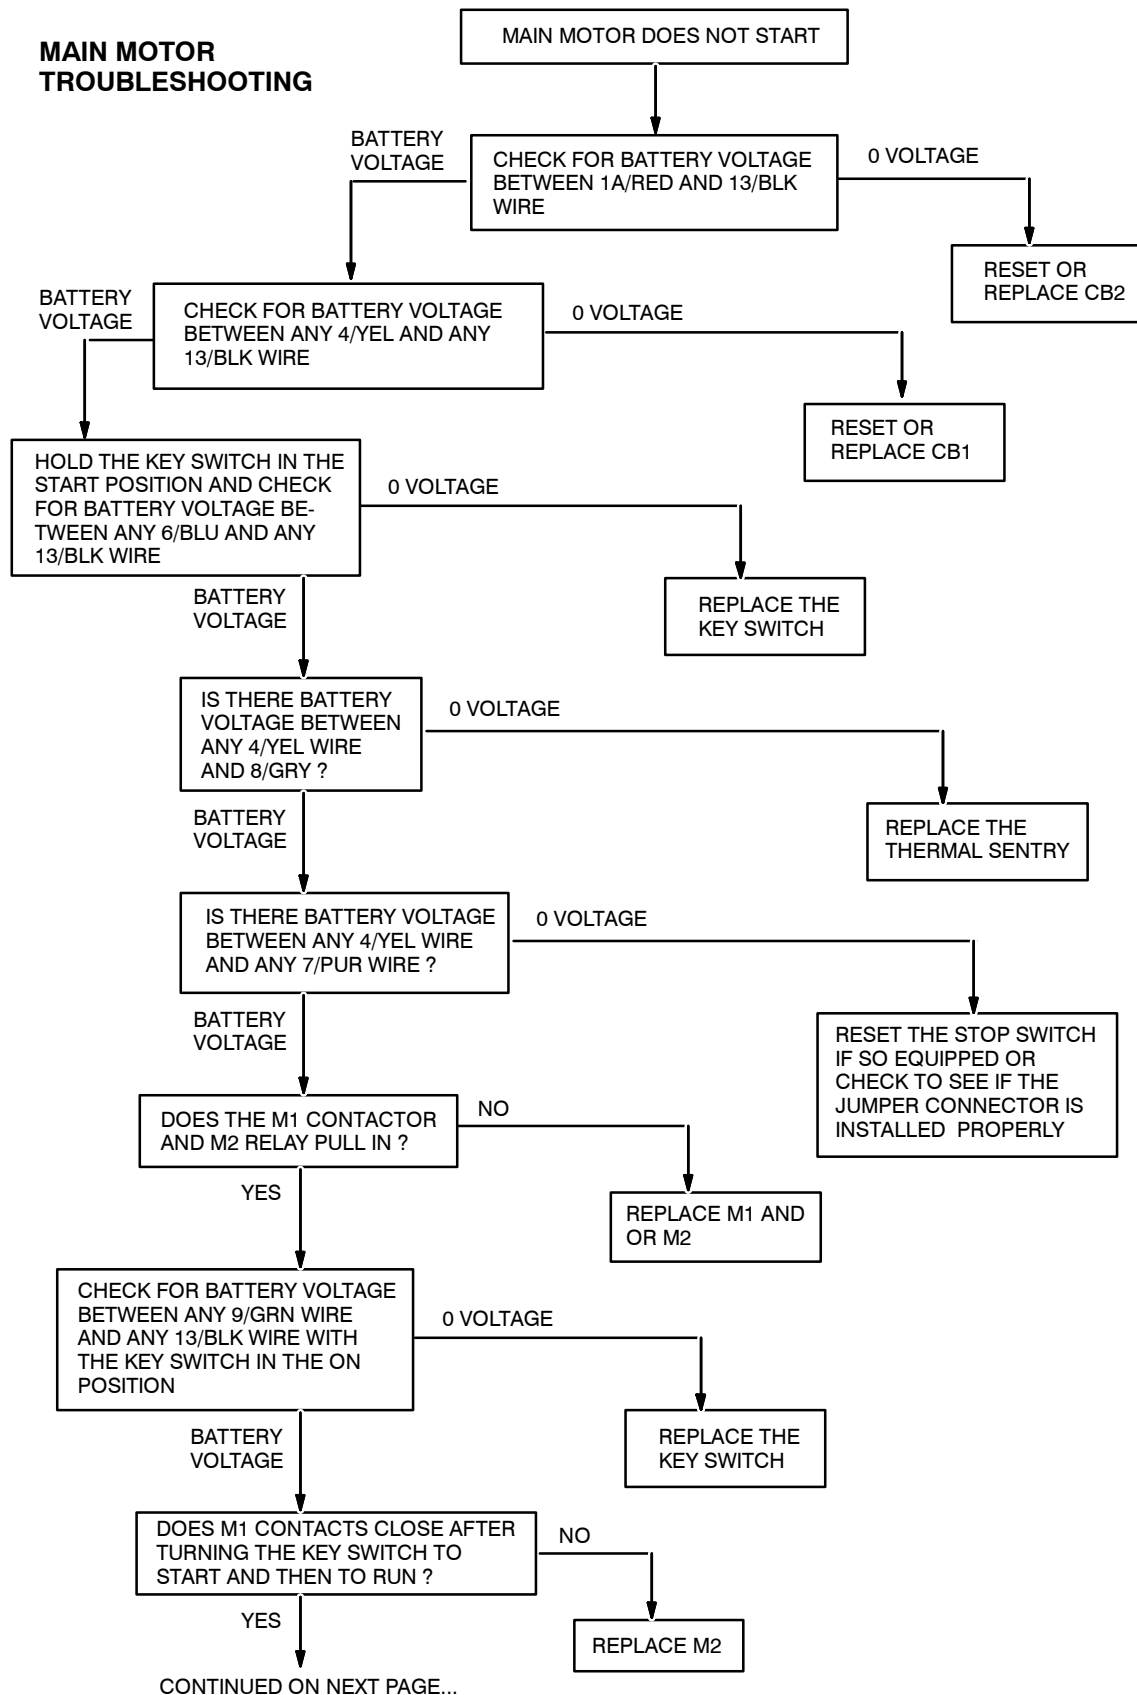 MAIN MOTOR
TROUBLESHOOTING
MAIN MOTOR DOES NOT START
BATTERY
VOLTAGE
CHECK FOR BATTERY VOLTAGE
BETWEEN 1A/RED AND 13/BLK
WIRE
0 VOLTAGE
RESET OR
REPLACE CB2
BATTERY
VOLTAGE
CHECK FOR BATTERY VOLTAGE
BETWEEN ANY 4/YEL AND ANY
13/BLK WIRE
0 VOLTAGE
RESET OR
REPLACE CB1
HOLD THE KEY SWITCH IN THE
START POSITION AND CHECK
FOR BATTERY VOLTAGE BE-
TWEEN ANY 6/BLU AND ANY
13/BLK WIRE
0 VOLTAGE
REPLACE THE
KEY SWITCH
BATTERY
VOLTAGE
IS THERE BATTERY
VOLTAGE BETWEEN
ANY 4/YEL WIRE
AND 8/GRY ?
0 VOLTAGE
REPLACE THE
THERMAL SENTRY
BATTERY
VOLTAGE
IS THERE BATTERY VOLTAGE
BETWEEN ANY 4/YEL WIRE
AND ANY 7/PUR WIRE ?
0 VOLTAGE
RESET THE STOP SWITCH
IF SO EQUIPPED OR
CHECK TO SEE IF THE
JUMPER CONNECTOR IS
INSTALLED PROPERLY
BATTERY
VOLTAGE
DOES THE M1 CONTACTOR
AND M2 RELAY PULL IN ?
NO
REPLACE M1 AND
OR M2
YES
CHECK FOR BATTERY VOLTAGE
BETWEEN ANY 9/GRN WIRE
AND ANY 13/BLK WIRE WITH
THE KEY SWITCH IN THE ON
POSITION
0 VOLTAGE
REPLACE THE
KEY SWITCH
BATTERY
VOLTAGE
DOES M1 CONTACTS CLOSE AFTER
TURNING THE KEY SWITCH TO
START AND THEN TO RUN ?
NO
REPLACE M2
YES
CONTINUED ON NEXT PAGE...